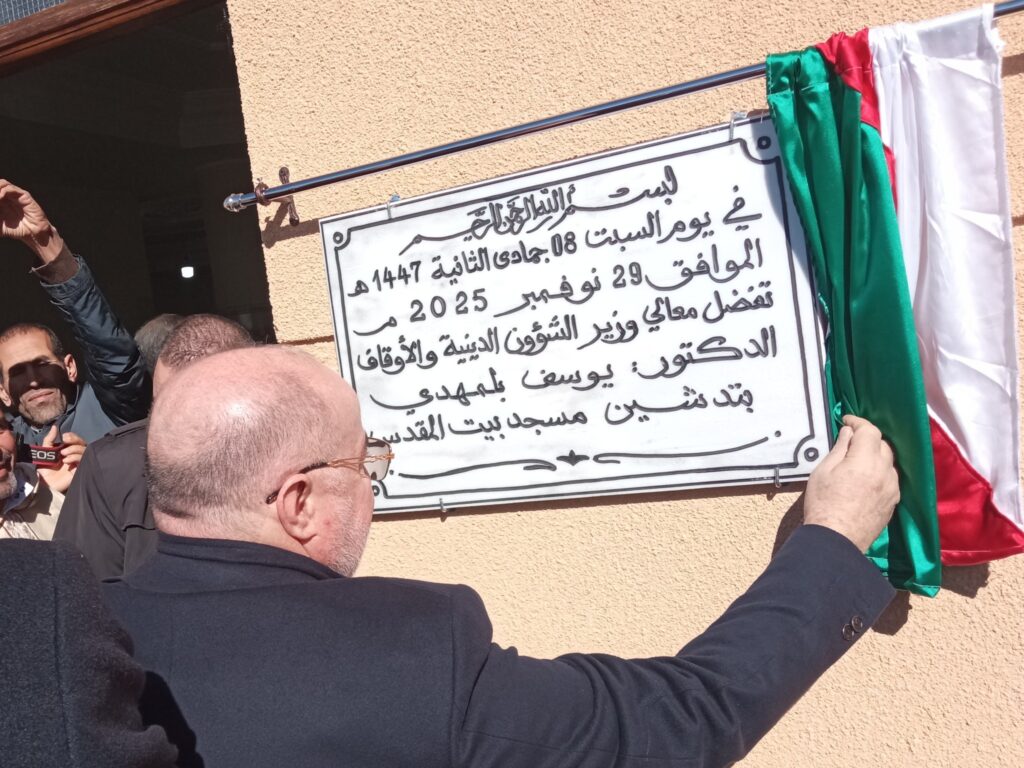 بسم الله الرحمن الرحيم
في يوم السبت 08 جمادى الثانية 1447 هـ
الموافق 29 نوفمبر 2025 م
تفضل معالي وزير الشؤون الدينية والأوقاف
الدكتور: يوسف بلمهدي
بتدشين مسجد بيت المقدس
EOS